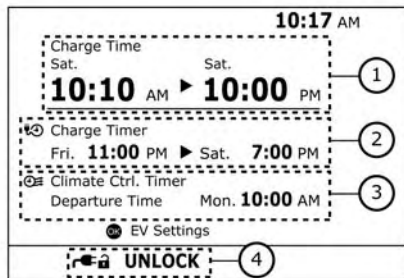 10:17 AM
Charge Time
Sat. Sat.
10:10 AM ▶ 10:00 PM
1
Charge Timer
Fri. 11:00 PM ▶ Sat. 7:00 PM
2
Climate Ctrl. Timer
Departure Time Mon. 10:00 AM
3
OK EV Settings
UNLOCK
4